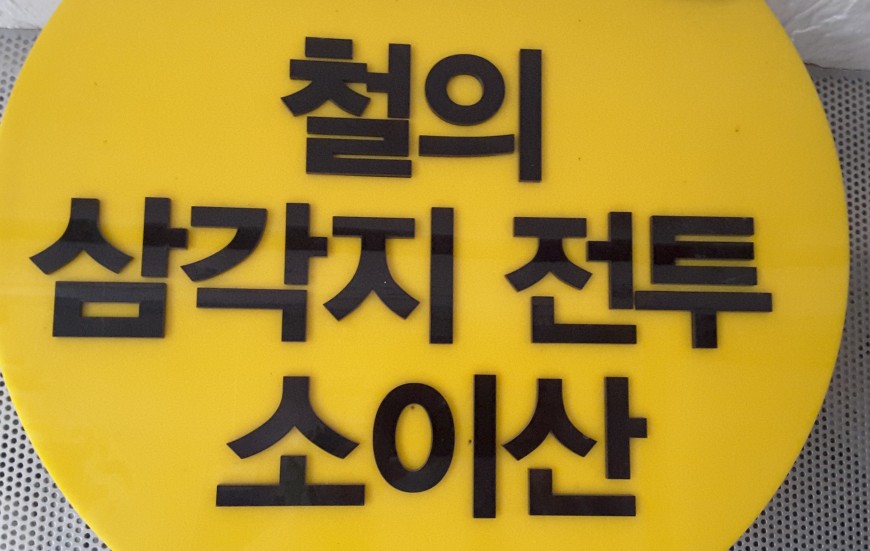 철의
삼각지 전투
소이산